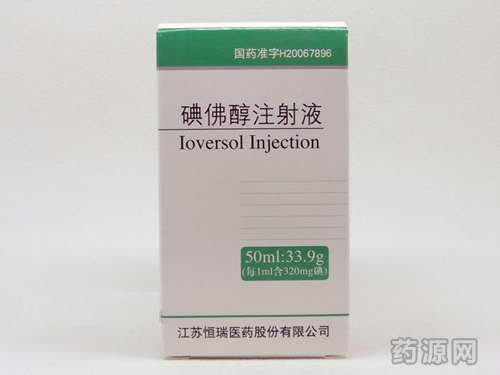 国药准字H20067896
碘佛醇注射液
Ioversol Injection
50ml:33.9g
(每1ml含320mg碘)
江苏恒瑞医药股份有限公司
药源网